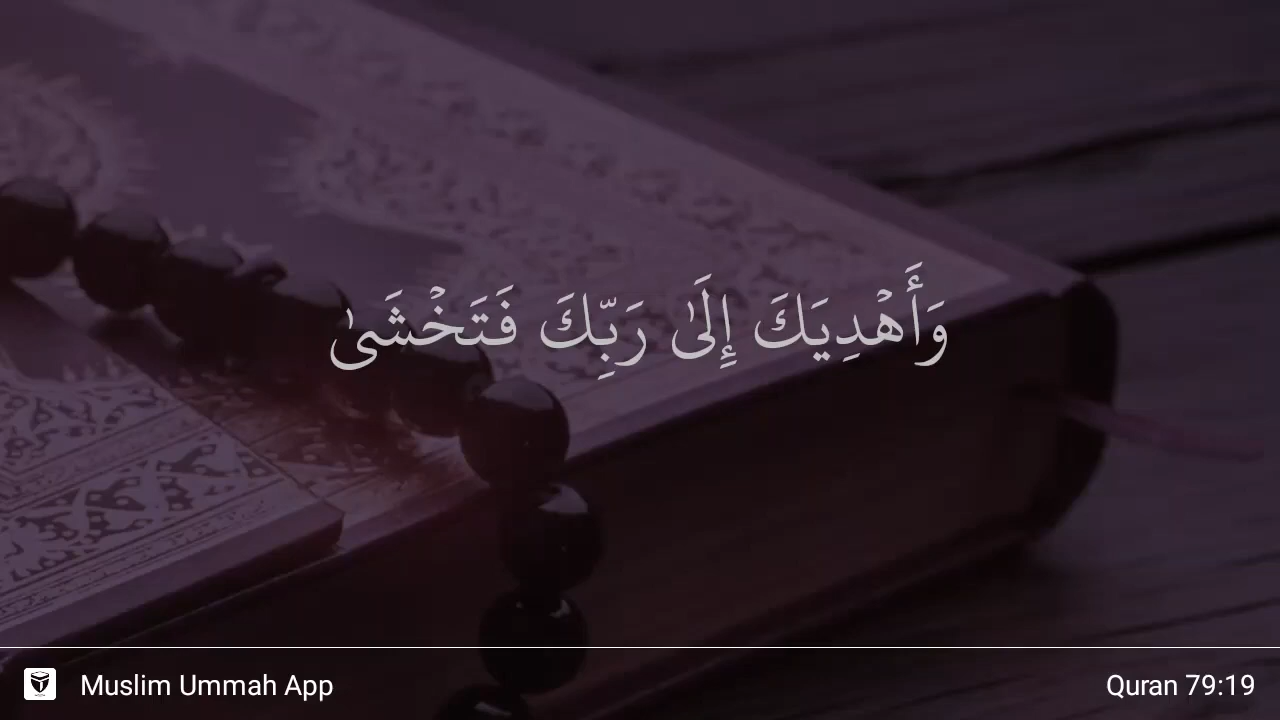 وَأَهْدِيَكَ إِلَىٰ رَبِّكَ فَتَخْشَىٰ
Muslim Ummah App
Quran 79:19